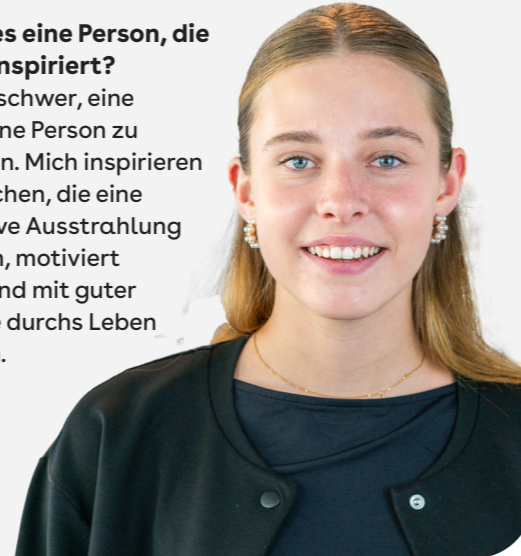 es eine Person, die
nspiriert?
schwer, eine
ne Person zu
n. Mich inspirieren
chen, die eine
ve Ausstrahlung
n, motiviert
nd mit guter
e durchs Leben
.